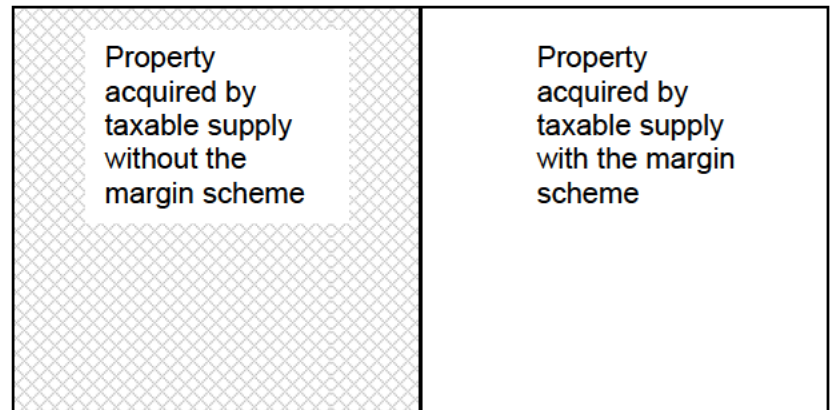 Property
acquired by
taxable supply
without the
margin scheme
Property
acquired by
taxable supply
with the margin
scheme